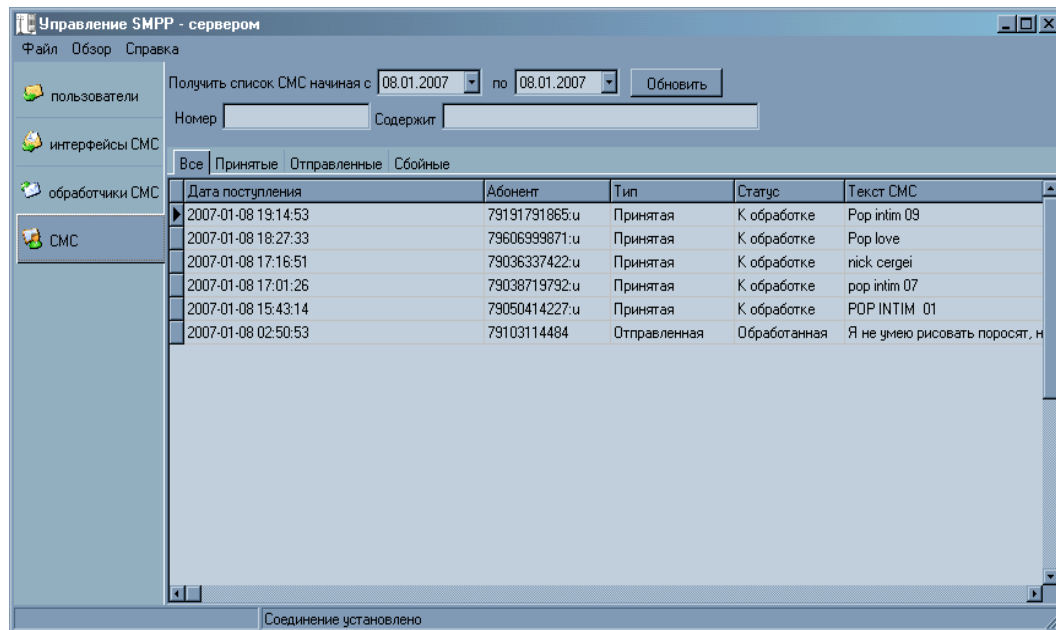 Управление SMPP - сервером
Файл Обзор Справка
Получить список СМС начиная с 08.01.2007 по 08.01.2007 Обновить
Номер Содержит
пользователи
интерфейсы СМС
обработчики СМС
СМС
Все Принятые Отправленные Сбойные
Дата поступления Абонент Тип Статус Текст СМС
2007-01-08 19:14:53 79191791865:u Принятая К обработке Pop intim 09
2007-01-08 18:27:33 79606999871:u Принятая К обработке Pop love
2007-01-08 17:16:51 79036337422:u Принятая К обработке nick cergei
2007-01-08 17:01:26 79038719792:u Принятая К обработке pop intim 07
2007-01-08 15:43:14 79050414227:u Принятая К обработке POP INTIM 01
2007-01-08 02:50:53 79103114484 Отправленная Обработанная Я не умею рисовать поросят, н
Соединение установлено